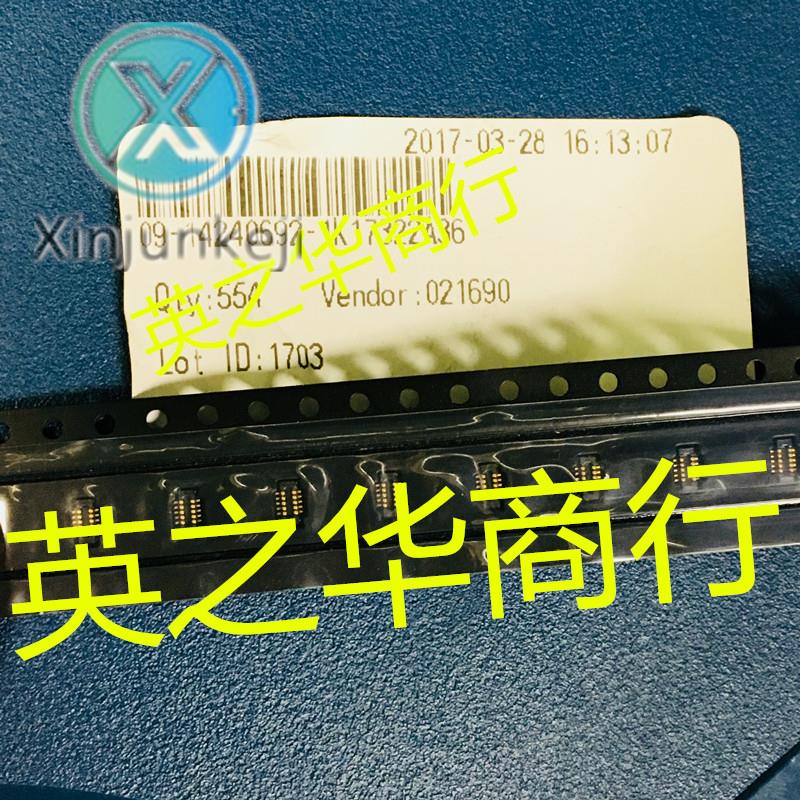 2017-03-28 16:13:07
Xinjunkeji
Qty:554 Vendor:021690
Lot ID:1703
英之华商行
英之华商行